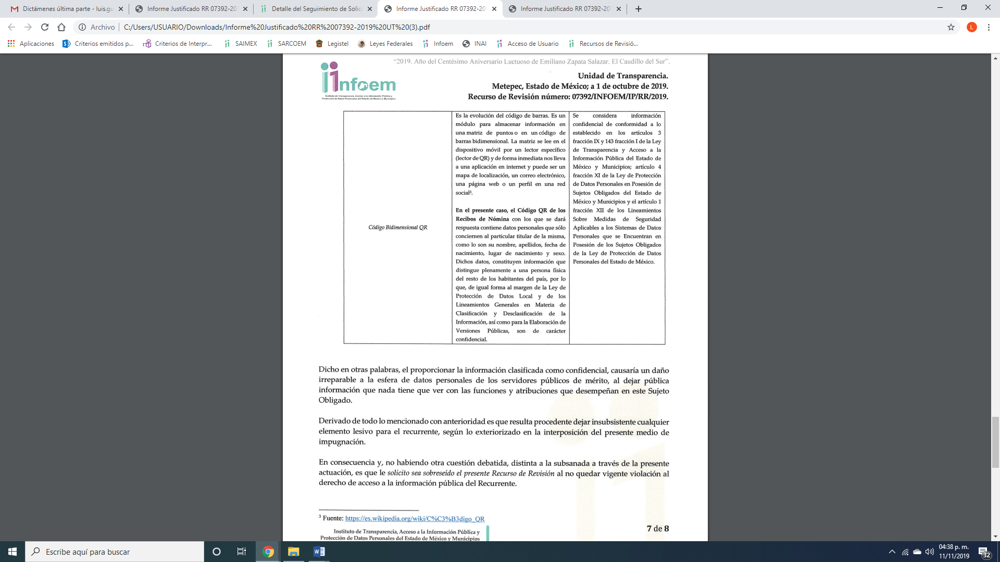 Dictámenes última parte - luis.gu
Informe Justificado RR 07392-201
Detalle del Seguimiento de Solici
Informe Justificado RR 07392-201
Informe Justificado RR 07392-201
Archivo
C:/Users/USUARIO/Downloads/Informe%20Justificado%20RR%2007392-2019%20UT%20(3).pdf
L
Aplicaciones
Criterios emitidos p...
Criterios de Interpr...
SAIMEX
SARCOEM
Legistel
Leyes Federales
Infoem
INAI
Acceso de Usuario
Recursos de Revisió...
“2019. Año del Centésimo Aniversario Luctuoso de Emiliano Zapata Salazar. El Caudillo del Sur”.
infoem
Instituto de Transparencia, Acceso a la Información Pública y
Protección de Datos Personales del Estado de México y Municipios
Unidad de Transparencia.
Metepec, Estado de México; a 1 de octubre de 2019.
Recurso de Revisión número: 07392/INFOEM/IP/RR/2019.
Código Bidimensional QR
Es la evolución del código de barras. Es un
módulo para almacenar información en
una matriz de puntos o en un código de
barras bidimensional. La matriz se lee en el
dispositivo móvil por un lector específico
(lector de QR) y de forma inmediata nos lleva
a una aplicación en internet y puede ser un
mapa de localización, un correo electrónico,
una página web o un perfil en una red
social³.
En el presente caso, el Código QR de los
Recibos de Nómina con los que se dará
respuesta contiene datos personales que sólo
conciernen al particular titular de la misma,
como lo son su nombre, apellidos, fecha de
nacimiento, lugar de nacimiento y sexo.
Dichos datos, constituyen información que
distingue plenamente a una persona física
del resto de los habitantes del país, por lo
que, de igual forma al margen de la Ley de
Protección de Datos Local y de los
Lineamientos Generales en Materia de
Clasificación y Desclasificación de la
Información, así como para la Elaboración de
Versiones Públicas, son de carácter
confidencial.
Se considera información
confidencial de conformidad a lo
establecido en los artículos 3
fracción IX y 143 fracción I de la Ley
de Transparencia y Acceso a la
Información Pública del Estado de
México y Municipios; artículo 4
fracción XI de la Ley de Protección
de Datos Personales en Posesión de
Sujetos Obligados del Estado de
México y Municipios y el artículo 1
fracción XII de los Lineamientos
Sobre Medidas de Seguridad
Aplicables a los Sistemas de Datos
Personales que se Encuentran en
Posesión de los Sujetos Obligados
de la Ley de Protección de Datos
Personales del Estado de México.
Dicho en otras palabras, el proporcionar la información clasificada como confidencial, causaría un daño
irreparable a la esfera de datos personales de los servidores públicos de mérito, al dejar pública
información que nada tiene que ver con las funciones y atribuciones que desempeñan en este Sujeto
Obligado.
Derivado de todo lo mencionado con anterioridad es que resulta procedente dejar insubsistente cualquier
elemento lesivo para el recurrente, según lo exteriorizado en la interposición del presente medio de
impugnación.
En consecuencia y, no habiendo otra cuestión debatida, distinta a la subsanada a través de la presente
actuación, es que le solicito sea sobreseído el presente Recurso de Revisión al no quedar vigente violación al
derecho de acceso a la información pública del Recurrente.
³ Fuente: https://es.wikipedia.org/wiki/C%C3%B3digo_QR
Instituto de Transparencia, Acceso a la Información Pública y
Protección de Datos Personales del Estado de México y Municipios
7 de 8
Escribe aquí para buscar
04:38 p. m.
11/11/2019
32